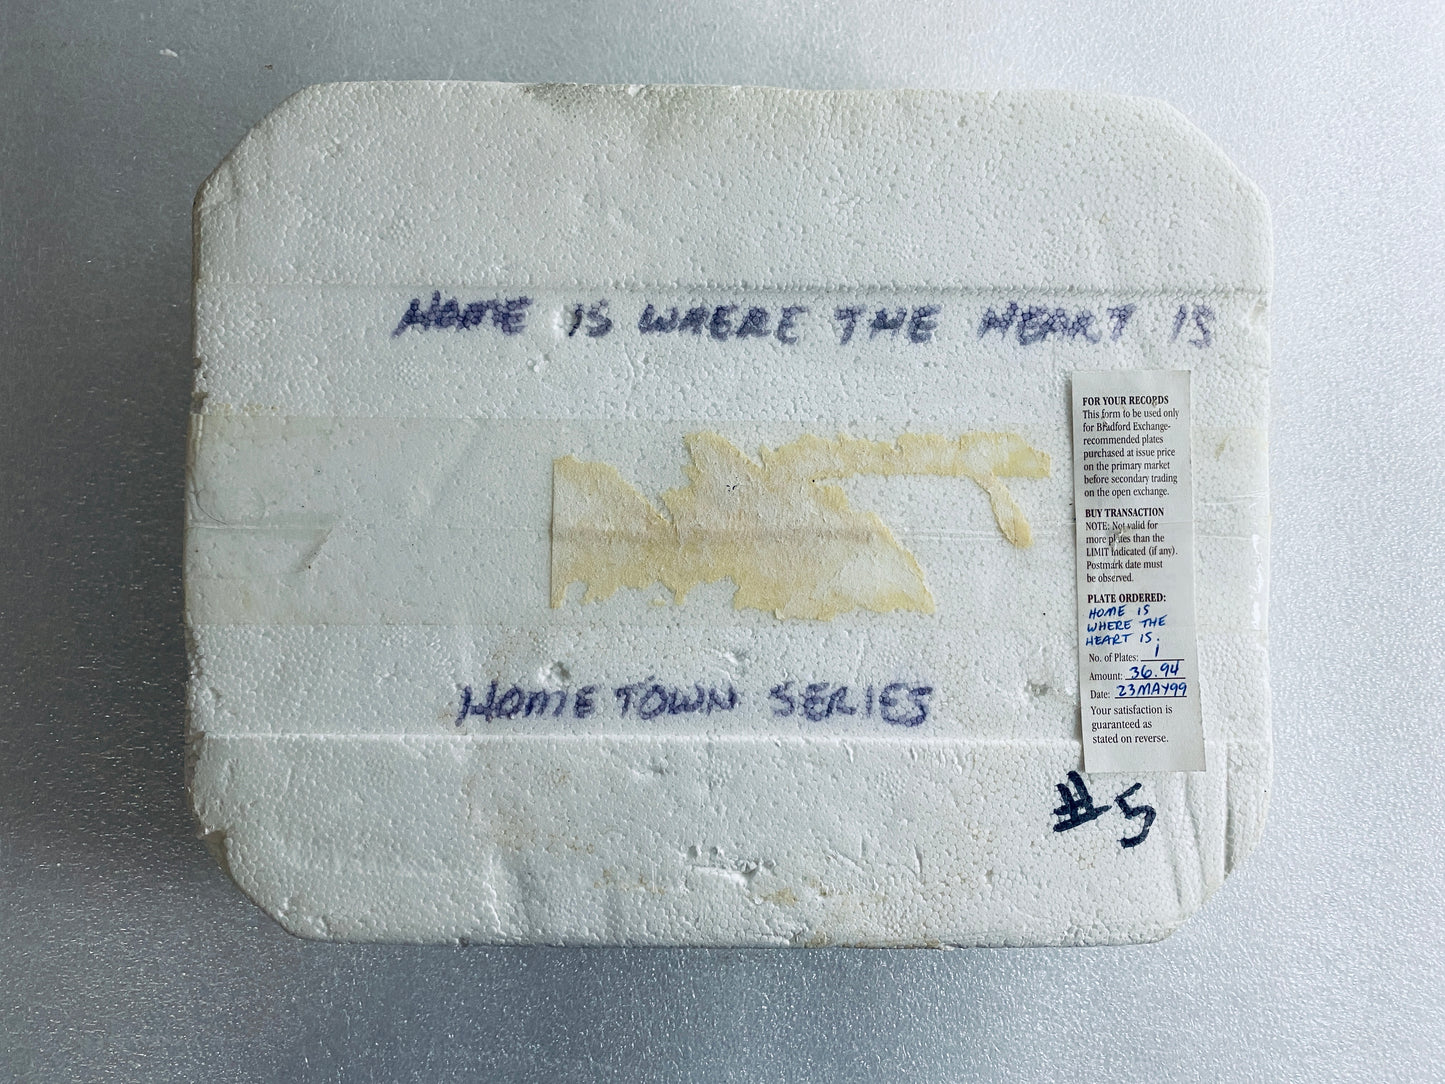 HOME IS WHERE THE HEART IS
FOR YOUR RECORDS
This form to be used only
for Bradford Exchange-
recommended plates
purchased at issue price
on the primary market
before secondary trading
on the open exchange.
BUY TRANSACTION
NOTE: Not valid for
more plates than the
LIMIT indicated (if any).
Postmark date must
be observed.
PLATE ORDERED:
HOME IS
WHERE THE
HEART IS.
No. of Plates: 1
Amount: 36.94
Date: 23MAY99
Your satisfaction is
guaranteed as
stated on reverse.
HOMETOWN SERIES
#5